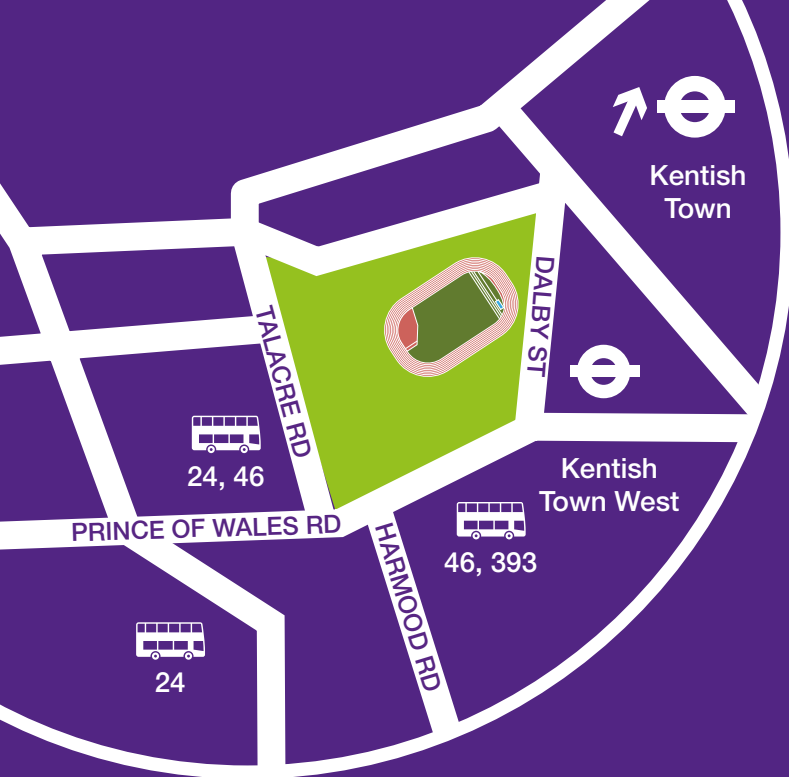 Kentish
Town
DALBY ST
TALACRE RD
24, 46
Kentish
Town West
PRINCE OF WALES RD
46, 393
HARMOOD RD
24